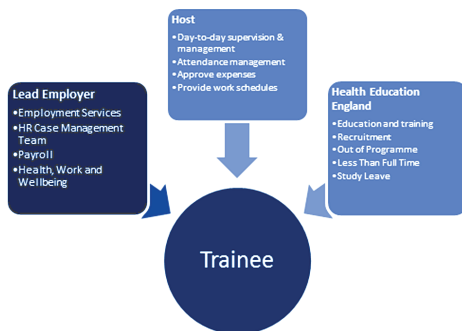 Host
•Day-to-day supervision &
management
•Attendance management
•Approve expenses
•Provide work schedules
Lead Employer
•Employment Services
•HR Case Management
Team
•Payroll
•Health, Work and
Wellbeing
Health Education
England
•Education and training
•Recruitment
•Out of Programme
•Less Than Full Time
•Study Leave
Trainee